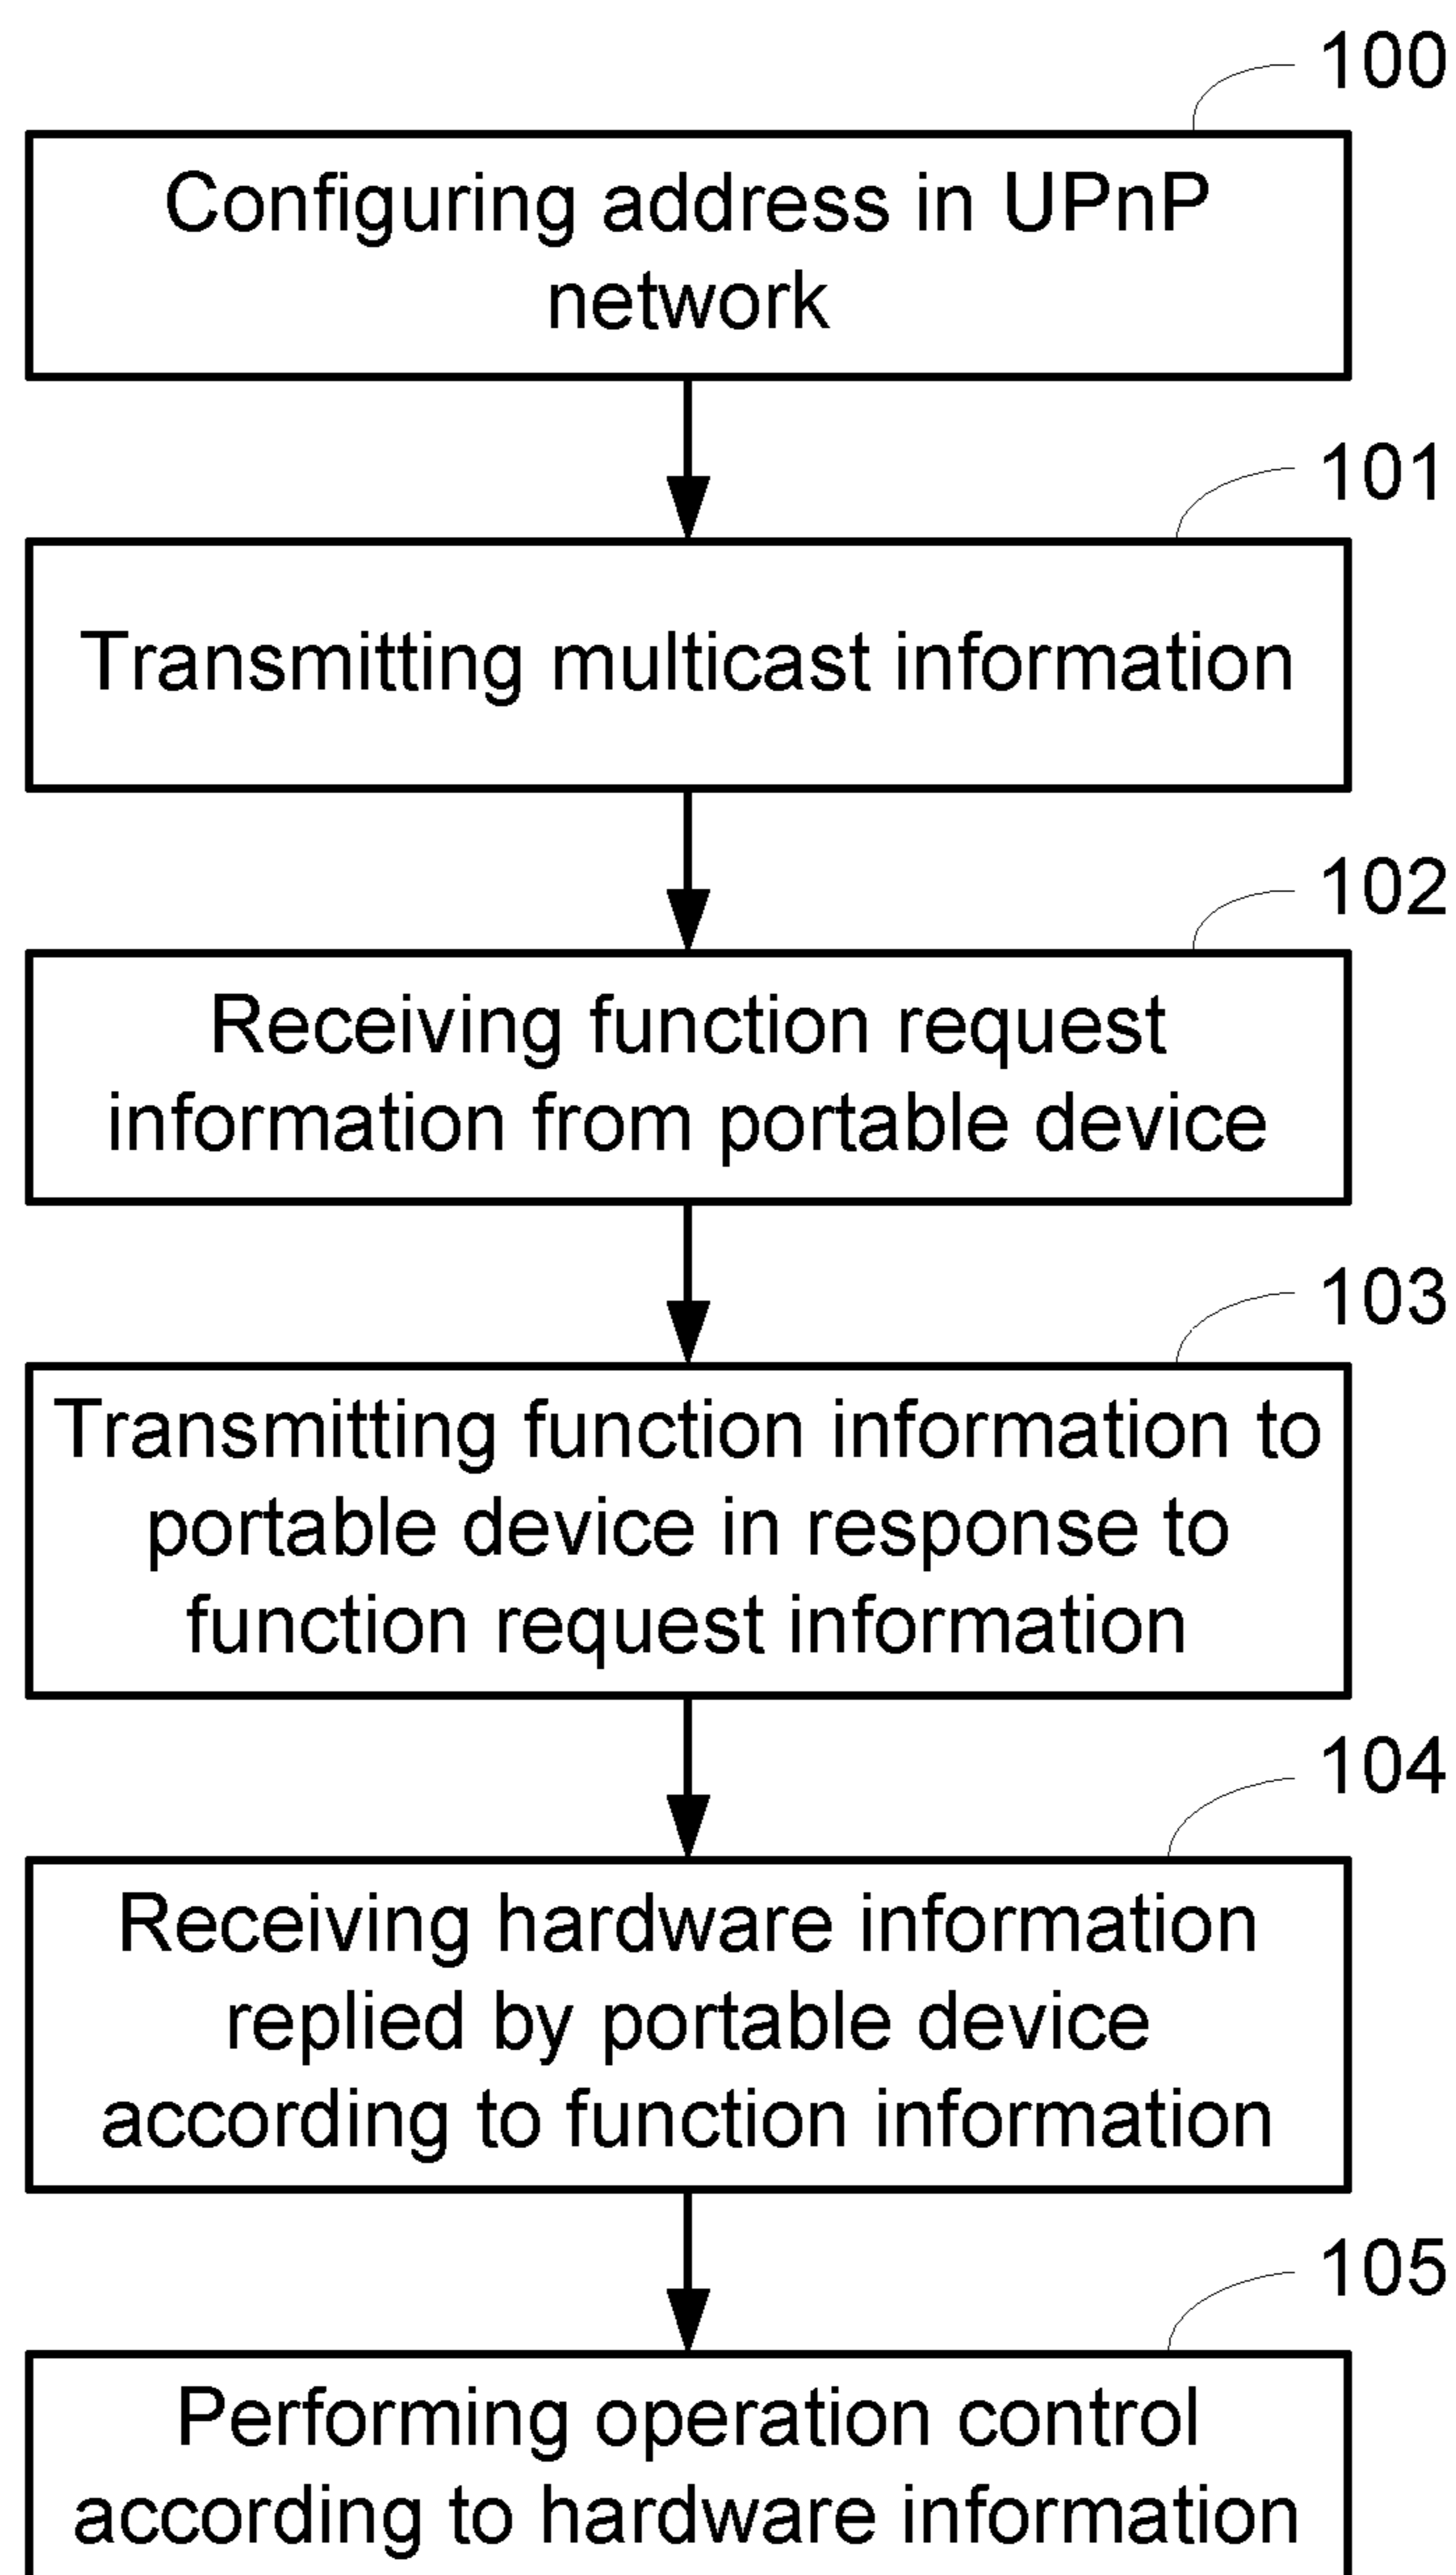 100
Configuring address in UPnP
network
101
Transmitting multicast information
102
Receiving function request
information from portable device
103
Transmitting function information to
portable device in response to
function request information
104
Receiving hardware information
replied by portable device
according to function information
105
Performing operation control
according to hardware information